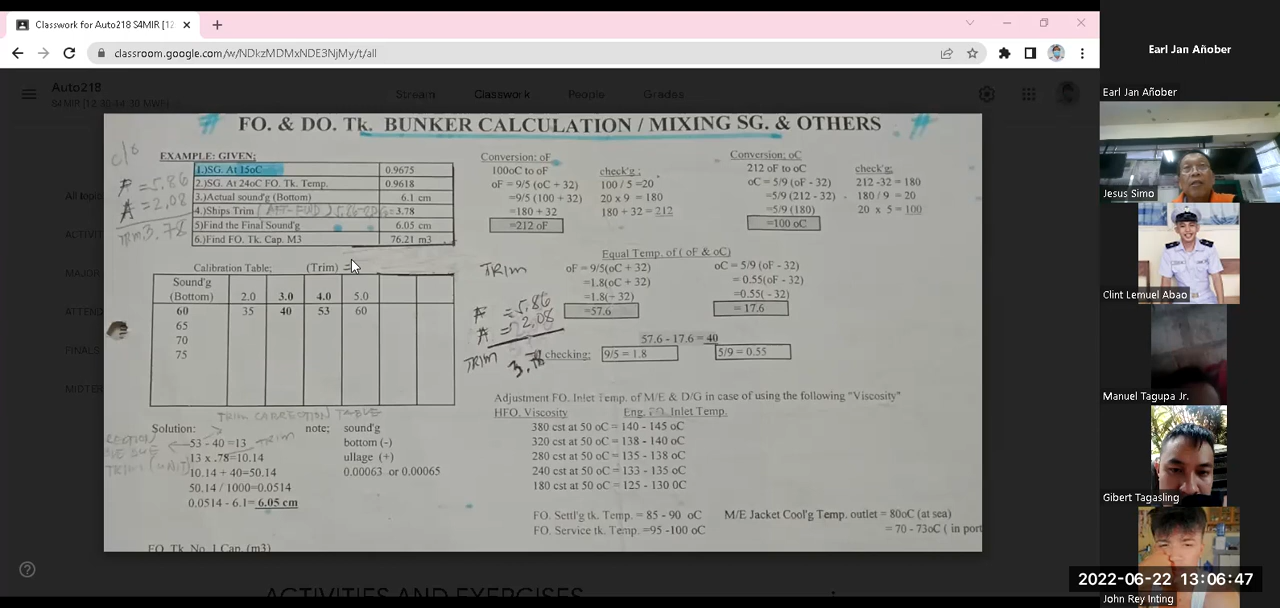 Classwork for Auto218 S4MIR [12:
classroom.google.com/w/NDkzMDMxNDE3NjMy/t/all
Auto218
S4MIR [12:30-14:30 MWF]
Stream
Classwork
People
Grades
FO. & DO. Tk. BUNKER CALCULATION / MIXING SG. & OTHERS
EXAMPLE: GIVEN;
1.)SG. At 15oC 0.9675
2.)SG. At 24oC FO. Tk. Temp. 0.9618
3.)Actual sound'g (Bottom) 6.1 cm
4.)Ships Trim (AFT-FWD) =3.78
5)Find the Final Sound'g 6.05 cm
6.)Find FO. Tk. Cap. M3 76.21 m3
F =5.86
A =2.08
TRIM 3.78
Calibration Table; (Trim) =
Sound'g
(Bottom) 2.0 3.0 4.0 5.0
60 35 40 53 60
65
70
75
TRIM CARRECTION TABLE
Solution:
53 - 40 =13 TRIM
13 x .78=10.14
10.14 + 40=50.14
50.14 / 1000=0.0514
0.0514 - 6.1= 6.05 cm
note; sound'g
bottom (-)
ullage (+)
0.00063 or 0.00065
FO. Tk. No. 1 Cap. (m3)
Conversion: oF
100oC to oF
oF = 9/5 (oC + 32)
=9/5 (100 + 32)
=180 + 32
=212 oF
check'g ;
100 / 5 =20
20 x 9 = 180
180 + 32 = 212
Conversion: oC
212 oF to oC
oC = 5/9 (oF - 32)
=5/9 (212 - 32)
=5/9 (180)
=100 oC
check'g:
212 -32 = 180
180 / 9 = 20
20 x 5 = 100
Equal Temp. of ( oF & oC)
oF = 9/5(oC + 32)
=1.8(oC + 32)
=1.8(- 32)
=57.6
oC = 5/9 (oF - 32)
= 0.55(oF - 32)
=0.55( - 32)
= 17.6
TRIM
F =5.86
A =2.08
TRIM 3.78
57.6 - 17.6 = 40
checking: 9/5 = 1.8 5/9 = 0.55
Adjustment FO. Inlet Temp. of M/E & D/G in case of using the following "Viscosity"
HFO. Viscosity Eng. FO. Inlet Temp.
380 cst at 50 oC = 140 - 145 oC
320 cst at 50 oC = 138 - 140 oC
280 cst at 50 oC = 135 - 138 oC
240 cst at 50 oC = 133 - 135 oC
180 cst at 50 oC = 125 - 130 0C
FO. Settl'g tk. Temp. = 85 - 90 oC M/E Jacket Cool'g Temp. outlet = 80oC (at sea)
FO. Service tk. Temp. =95 -100 oC = 70 - 73oC ( in port
ACTIVITIES AND EXERCISES
Earl Jan Añober
Earl Jan Añober
Jesus Simo
Clint Lemuel Abao
Manuel Tagupa Jr.
Gibert Tagasling
2022-06-22 13:06:47
John Rey Inting